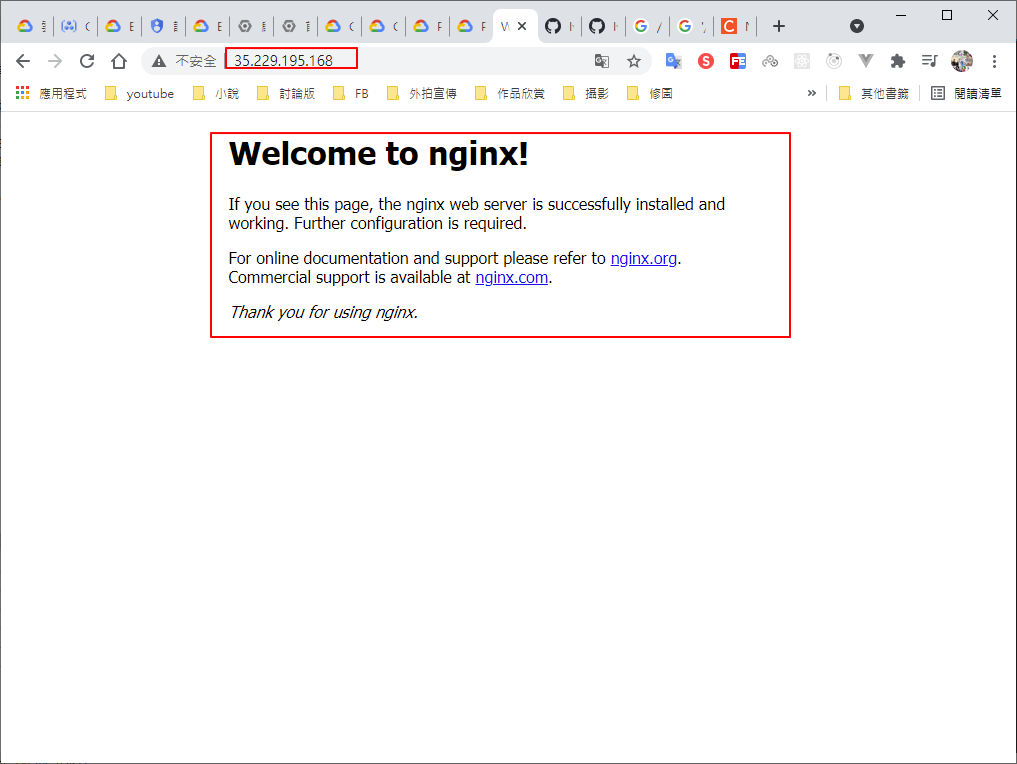 不安全 35.229.195.168
應用程式 youtube 小說 討論版 FB 外拍宣傳 作品欣賞 攝影 修圖 » 其他書籤 閱讀清單
Welcome to nginx!
If you see this page, the nginx web server is successfully installed and
working. Further configuration is required.
For online documentation and support please refer to nginx.org.
Commercial support is available at nginx.com.
Thank you for using nginx.